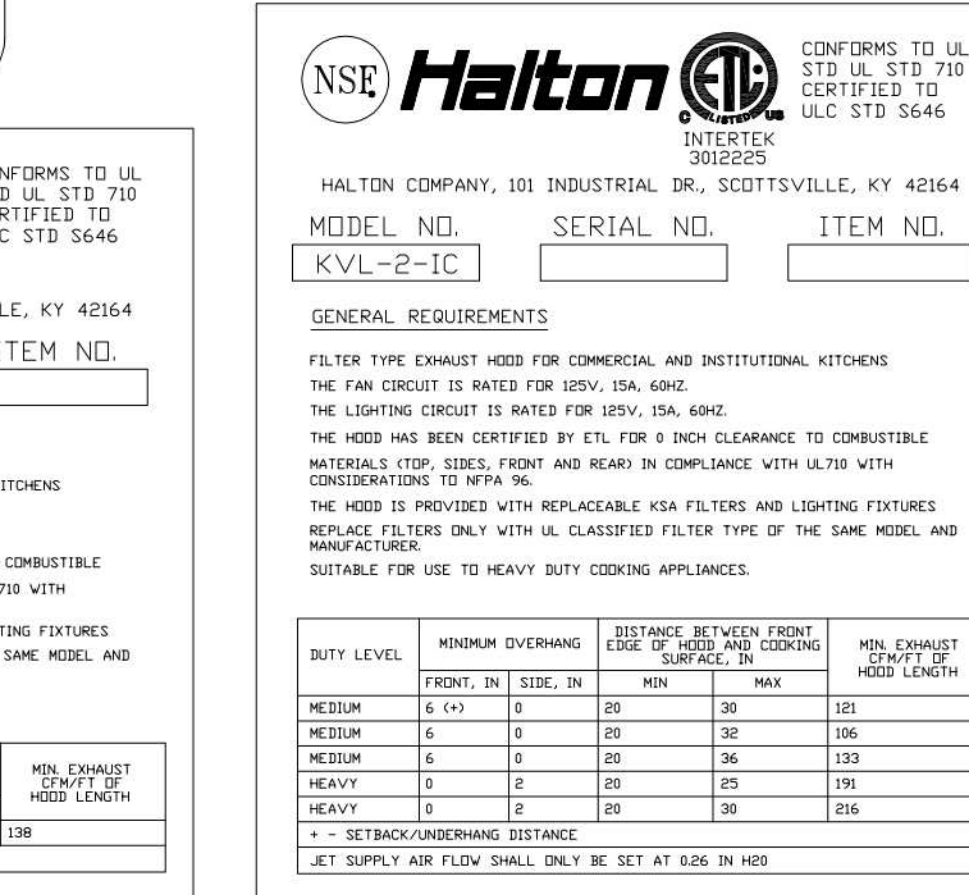 NFORMS TO UL
D UL STD 710
RTIFIED TO
C STD S646
LE, KY 42164
TEM NO.
ITCHENS
COMBUSTIBLE
710 WITH
TING FIXTURES
SAME MODEL AND
MIN. EXHAUST
CFM/FT OF
HOOD LENGTH
138
NSF
Halton
C LISTED US
INTERTEK
3012225
CONFORMS TO UL
STD UL STD 710
CERTIFIED TO
ULC STD S646
HALTON COMPANY, 101 INDUSTRIAL DR., SCOTTSVILLE, KY 42164
MODEL NO. SERIAL NO. ITEM NO.
KVL-2-IC
GENERAL REQUIREMENTS
FILTER TYPE EXHAUST HOOD FOR COMMERCIAL AND INSTITUTIONAL KITCHENS
THE FAN CIRCUIT IS RATED FOR 125V, 15A, 60HZ.
THE LIGHTING CIRCUIT IS RATED FOR 125V, 15A, 60HZ.
THE HOOD HAS BEEN CERTIFIED BY ETL FOR 0 INCH CLEARANCE TO COMBUSTIBLE
MATERIALS (TOP, SIDES, FRONT AND REAR) IN COMPLIANCE WITH UL710 WITH
CONSIDERATIONS TO NFPA 96.
THE HOOD IS PROVIDED WITH REPLACEABLE KSA FILTERS AND LIGHTING FIXTURES
REPLACE FILTERS ONLY WITH UL CLASSIFIED FILTER TYPE OF THE SAME MODEL AND
MANUFACTURER.
SUITABLE FOR USE TO HEAVY DUTY COOKING APPLIANCES.
DUTY LEVEL
MINIMUM OVERHANG
DISTANCE BETWEEN FRONT
EDGE OF HOOD AND COOKING
SURFACE, IN
MIN. EXHAUST
CFM/FT OF
HOOD LENGTH
FRONT, IN SIDE, IN MIN MAX
MEDIUM 6 (+) 0 20 30 121
MEDIUM 6 0 20 32 106
MEDIUM 6 0 20 36 133
HEAVY 0 2 20 25 191
HEAVY 0 2 20 30 216
+ - SETBACK/UNDERHANG DISTANCE
JET SUPPLY AIR FLOW SHALL ONLY BE SET AT 0.26 IN H20